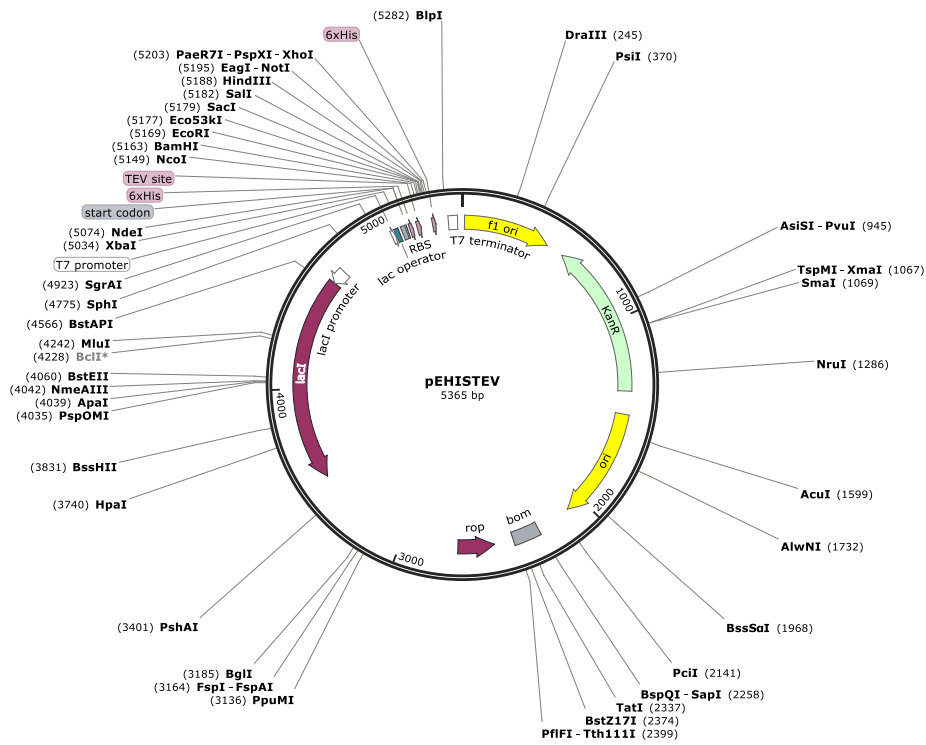 (5282) BlpI
6xHis
(5203) PaeR7I - PspXI - XhoI
(5195) EagI - NotI
(5188) HindIII
(5182) SalI
(5179) SacI
(5177) Eco53kI
(5169) EcoRI
(5163) BamHI
(5149) NcoI
TEV site
6xHis
start codon
(5074) NdeI
(5034) XbaI
T7 promoter
(4923) SgrAI
(4775) SphI
(4566) BstAPI
(4242) MluI
(4228) BclI*
(4060) BstEII
(4042) NmeAIII
(4039) ApaI
(4035) PspOMI
(3831) BssHII
(3740) HpaI
(3401) PshAI
(3185) BglI
(3164) FspI - FspAI
(3136) PpuMI
DraIII (245)
PsiI (370)
AsiSI - PvuI (945)
TspMI - XmaI (1067)
SmaI (1069)
NruI (1286)
AcuI (1599)
AlwNI (1732)
BssSαI (1968)
PciI (2141)
BspQI - SapI (2258)
TatI (2337)
BstZ17I (2374)
PflFI - Tth111I (2399)
5000
RBS
lac operator
T7 terminator
f1 ori
1000
KanR
ori
2000
bom
rop
3000
4000
lacI
lacI promoter
pEHISTEV
5365 bp